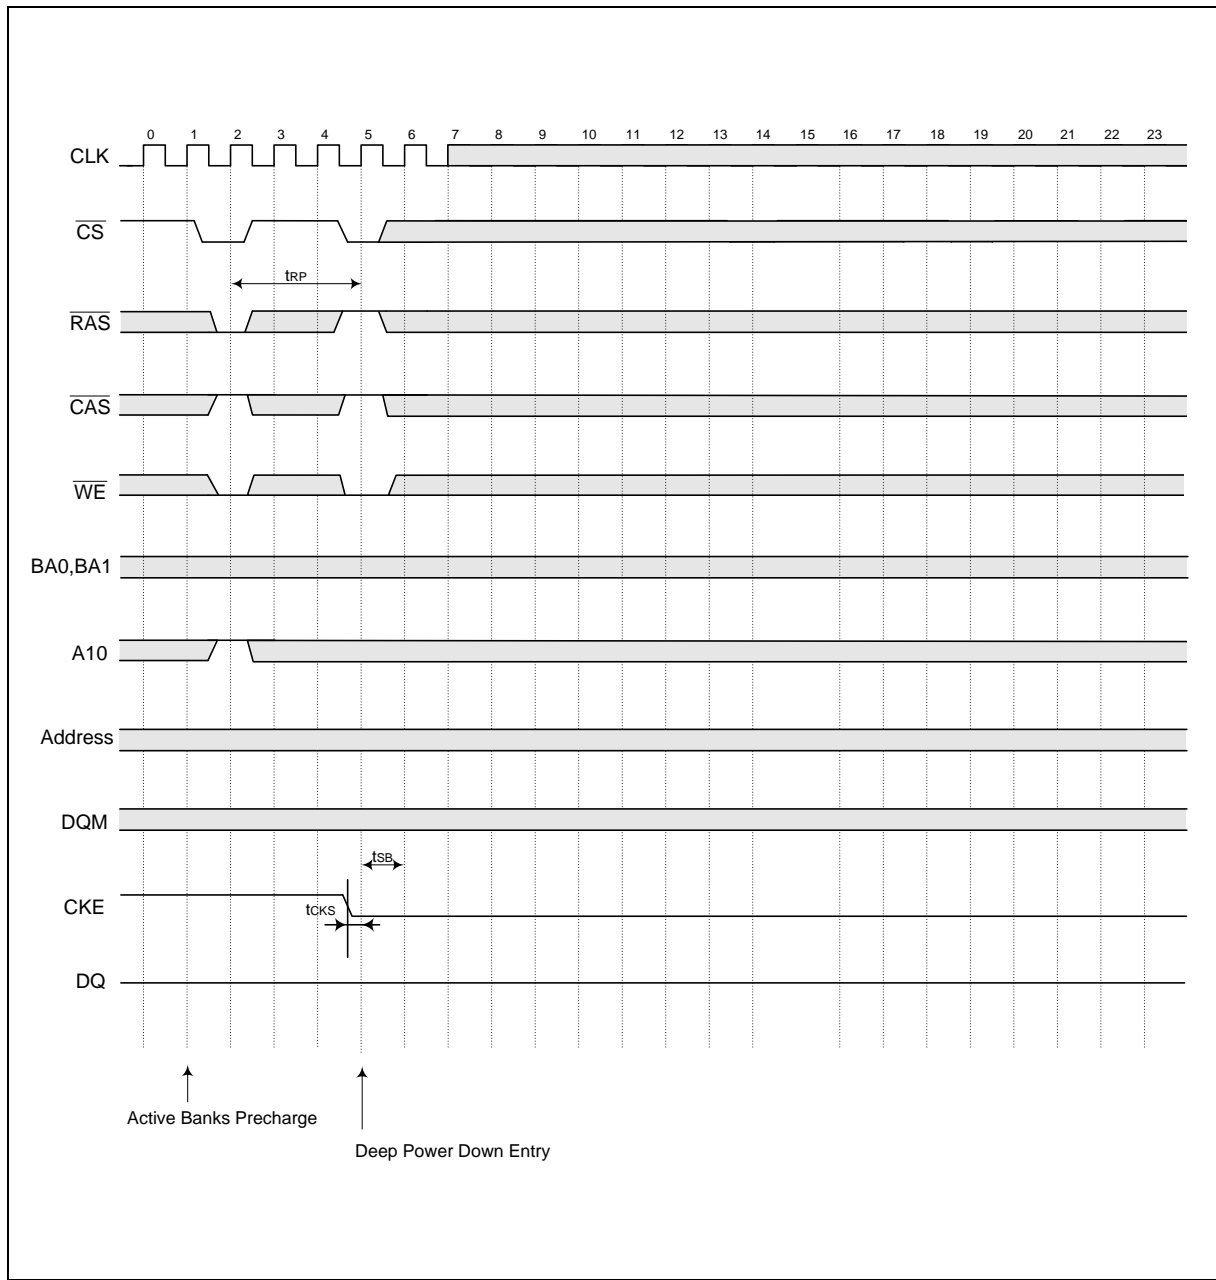 0 1 2 3 4 5 6 7 8 9 10 11 12 13 14 15 16 17 18 19 20 21 22 23
CLK
CS
tRP
RAS
CAS
WE
BA0,BA1
A10
Address
DQM
tSB
CKE
tCKS
DQ
Active Banks Precharge
Deep Power Down Entry